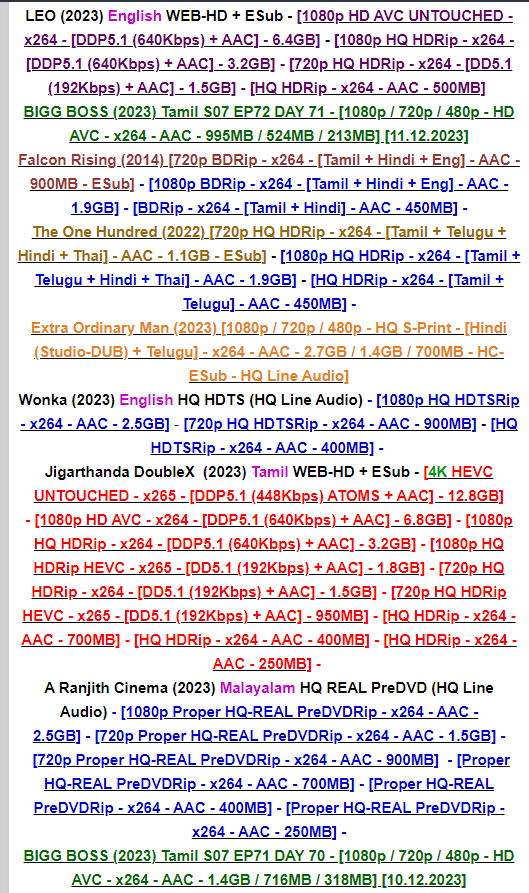 LEO (2023) English WEB-HD + ESub - [1080p HD AVC UNTOUCHED -
x264 - [DDP5.1 (640Kbps) + AAC] - 6.4GB] - [1080p HQ HDRip - x264 -
[DDP5.1 (640Kbps) + AAC] - 3.2GB] - [720p HQ HDRip - x264 - [DD5.1
(192Kbps) + AAC] - 1.5GB] - [HQ HDRip - x264 - AAC - 500MB]
BIGG BOSS (2023) Tamil S07 EP72 DAY 71 - [1080p / 720p / 480p - HD
AVC - x264 - AAC - 995MB / 524MB / 213MB] [11.12.2023]
Falcon Rising (2014) [720p BDRip - x264 - [Tamil + Hindi + Eng] - AAC -
900MB - ESub] - [1080p BDRip - x264 - [Tamil + Hindi + Eng] - AAC -
1.9GB] - [BDRip - x264 - [Tamil + Hindi] - AAC - 450MB] -
The One Hundred (2022) [720p HQ HDRip - x264 - [Tamil + Telugu +
Hindi + Thai] - AAC - 1.1GB - ESub] - [1080p HQ HDRip - x264 - [Tamil +
Telugu + Hindi + Thai] - AAC - 1.9GB] - [HQ HDRip - x264 - [Tamil +
Telugu] - AAC - 450MB] -
Extra Ordinary Man (2023) [1080p / 720p / 480p - HQ S-Print - [Hindi
(Studio-DUB) + Telugu] - x264 - AAC - 2.7GB / 1.4GB / 700MB - HC-
ESub - HQ Line Audio]
Wonka (2023) English HQ HDTS (HQ Line Audio) - [1080p HQ HDTSRip
- x264 - AAC - 2.5GB] - [720p HQ HDTSRip - x264 - AAC - 900MB] - [HQ
HDTSRip - x264 - AAC - 400MB] -
Jigarthanda DoubleX (2023) Tamil WEB-HD + ESub - [4K HEVC
UNTOUCHED - x265 - [DDP5.1 (448Kbps) ATOMS + AAC] - 12.8GB]
- [1080p HD AVC - x264 - [DDP5.1 (640Kbps) + AAC] - 6.8GB] - [1080p
HQ HDRip - x264 - [DDP5.1 (640Kbps) + AAC] - 3.2GB] - [1080p HQ
HDRip HEVC - x265 - [DD5.1 (192Kbps) + AAC] - 1.8GB] - [720p HQ
HDRip - x264 - [DD5.1 (192Kbps) + AAC] - 1.5GB] - [720p HQ HDRip
HEVC - x265 - [DD5.1 (192Kbps) + AAC] - 950MB] - [HQ HDRip - x264 -
AAC - 700MB] - [HQ HDRip - x264 - AAC - 400MB] - [HQ HDRip - x264 -
AAC - 250MB] -
A Ranjith Cinema (2023) Malayalam HQ REAL PreDVD (HQ Line
Audio) - [1080p Proper HQ-REAL PreDVDRip - x264 - AAC -
2.5GB] - [720p Proper HQ-REAL PreDVDRip - x264 - AAC - 1.5GB] -
[720p Proper HQ-REAL PreDVDRip - x264 - AAC - 900MB] - [Proper
HQ-REAL PreDVDRip - x264 - AAC - 700MB] - [Proper HQ-REAL
PreDVDRip - x264 - AAC - 400MB] - [Proper HQ-REAL PreDVDRip -
x264 - AAC - 250MB] -
BIGG BOSS (2023) Tamil S07 EP71 DAY 70 - [1080p / 720p / 480p - HD
AVC - x264 - AAC - 1.4GB / 716MB / 318MB] [10.12.2023]